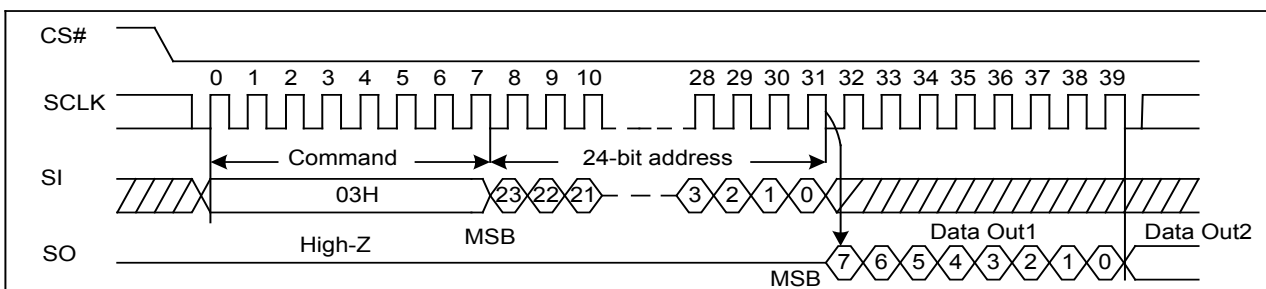 CS#
0 1 2 3 4 5 6 7 8 9 10 28 29 30 31 32 33 34 35 36 37 38 39
SCLK
Command 24-bit address
SI 03H 23 22 21 3 2 1 0
High-Z MSB Data Out1 Data Out2
SO MSB 7 6 5 4 3 2 1 0